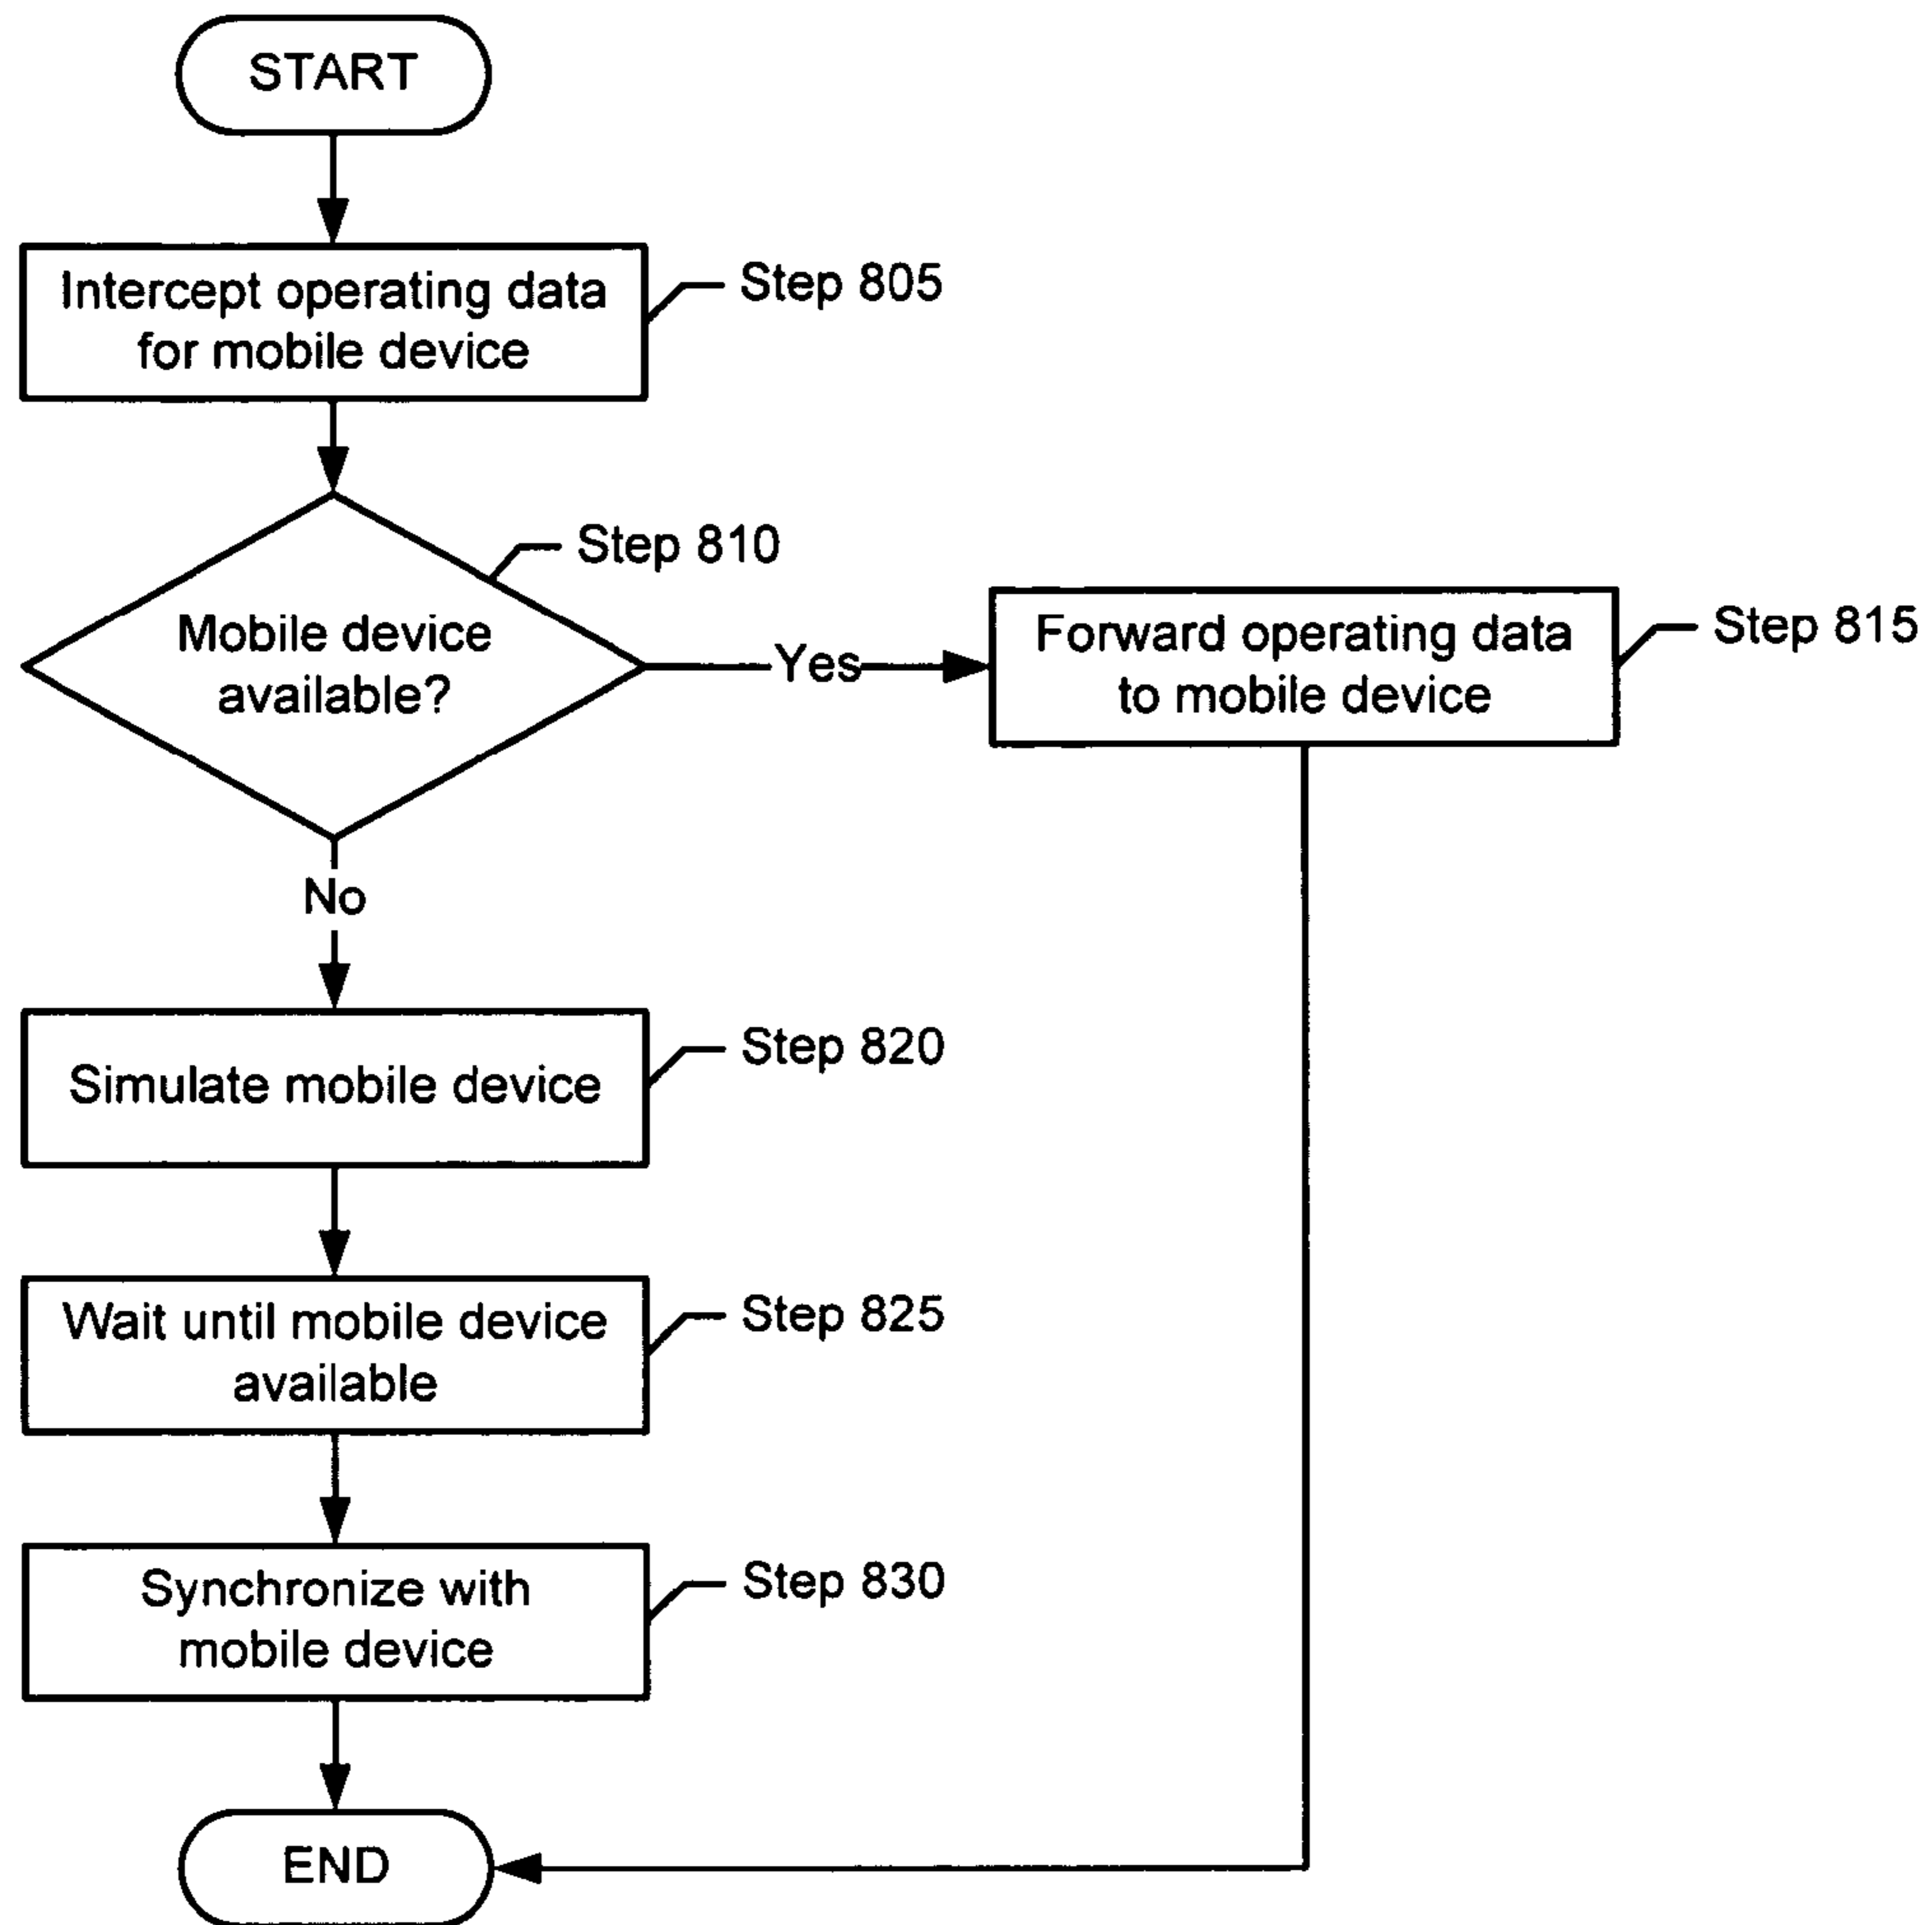 START
Intercept operating data
for mobile device
Step 805
Step 810
Mobile device
available?
Yes
Forward operating data
to mobile device
Step 815
No
Simulate mobile device
Step 820
Wait until mobile device
available
Step 825
Synchronize with
mobile device
Step 830
END